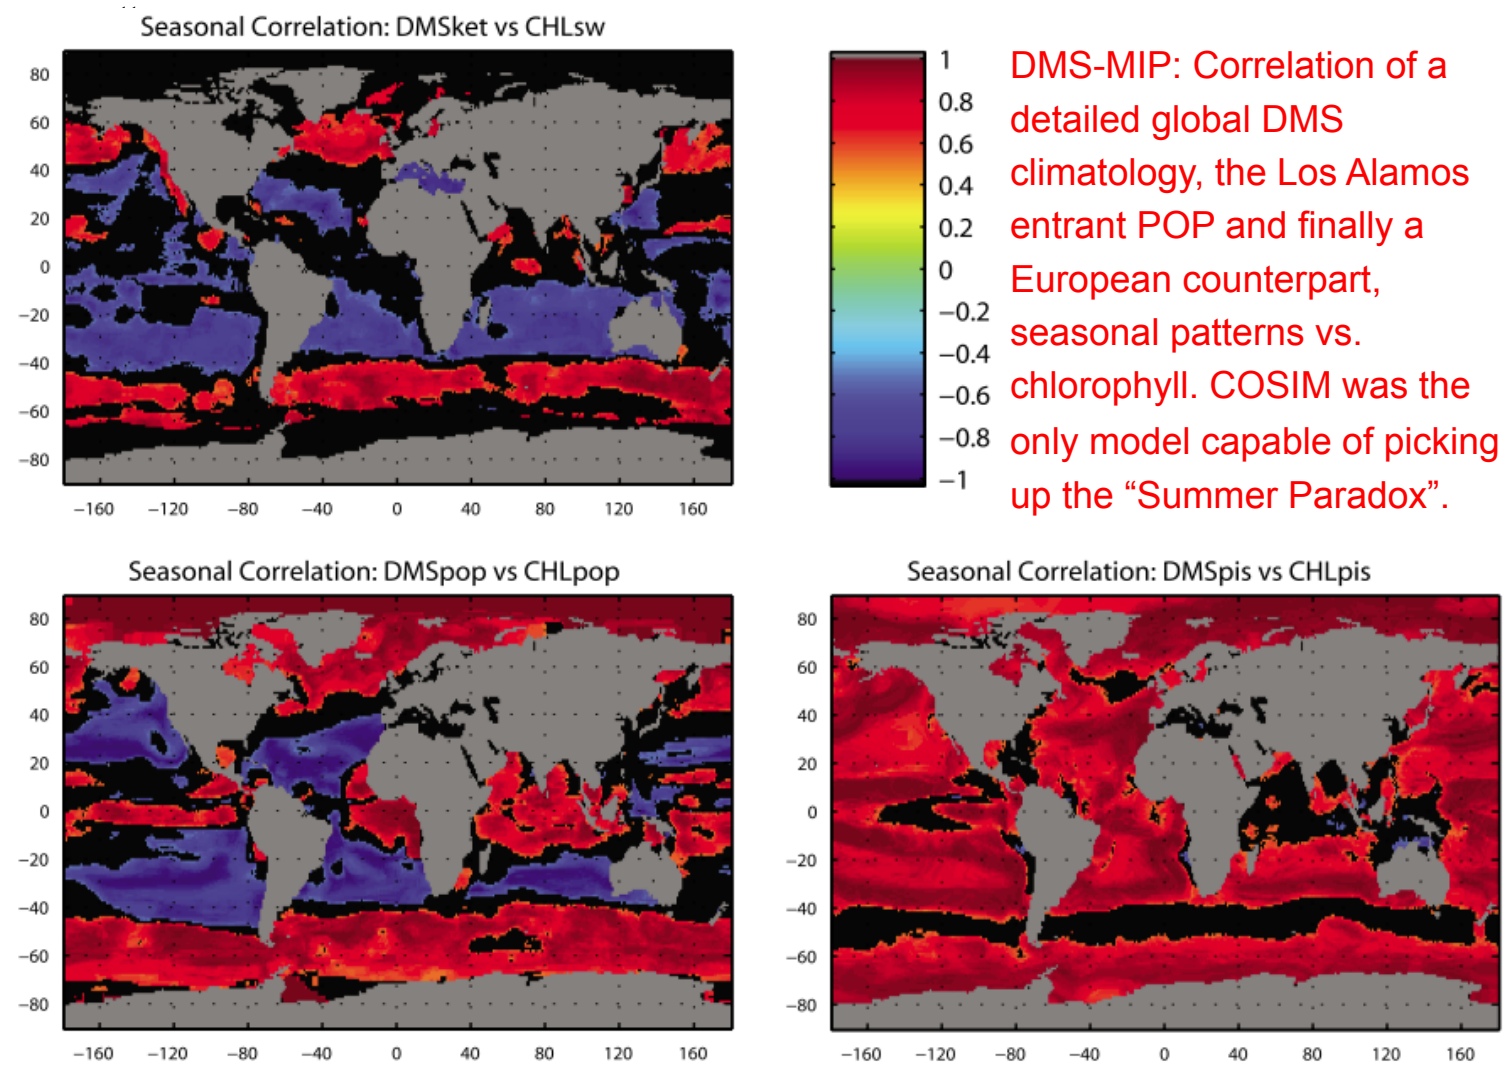 Seasonal Correlation: DMSket vs CHLsw
80
60
40
20
0
−20
−40
−60
−80
−160 −120 −80 −40 0 40 80 120 160
1
0.8
0.6
0.4
0.2
0
−0.2
−0.4
−0.6
−0.8
−1
DMS-MIP: Correlation of a
detailed global DMS
climatology, the Los Alamos
entrant POP and finally a
European counterpart,
seasonal patterns vs.
chlorophyll. COSIM was the
only model capable of picking
up the “Summer Paradox”.
Seasonal Correlation: DMSpop vs CHLpop
80
60
40
20
0
−20
−40
−60
−80
−160 −120 −80 −40 0 40 80 120 160
Seasonal Correlation: DMSpis vs CHLpis
80
60
40
20
0
−20
−40
−60
−80
−160 −120 −80 −40 0 40 80 120 160